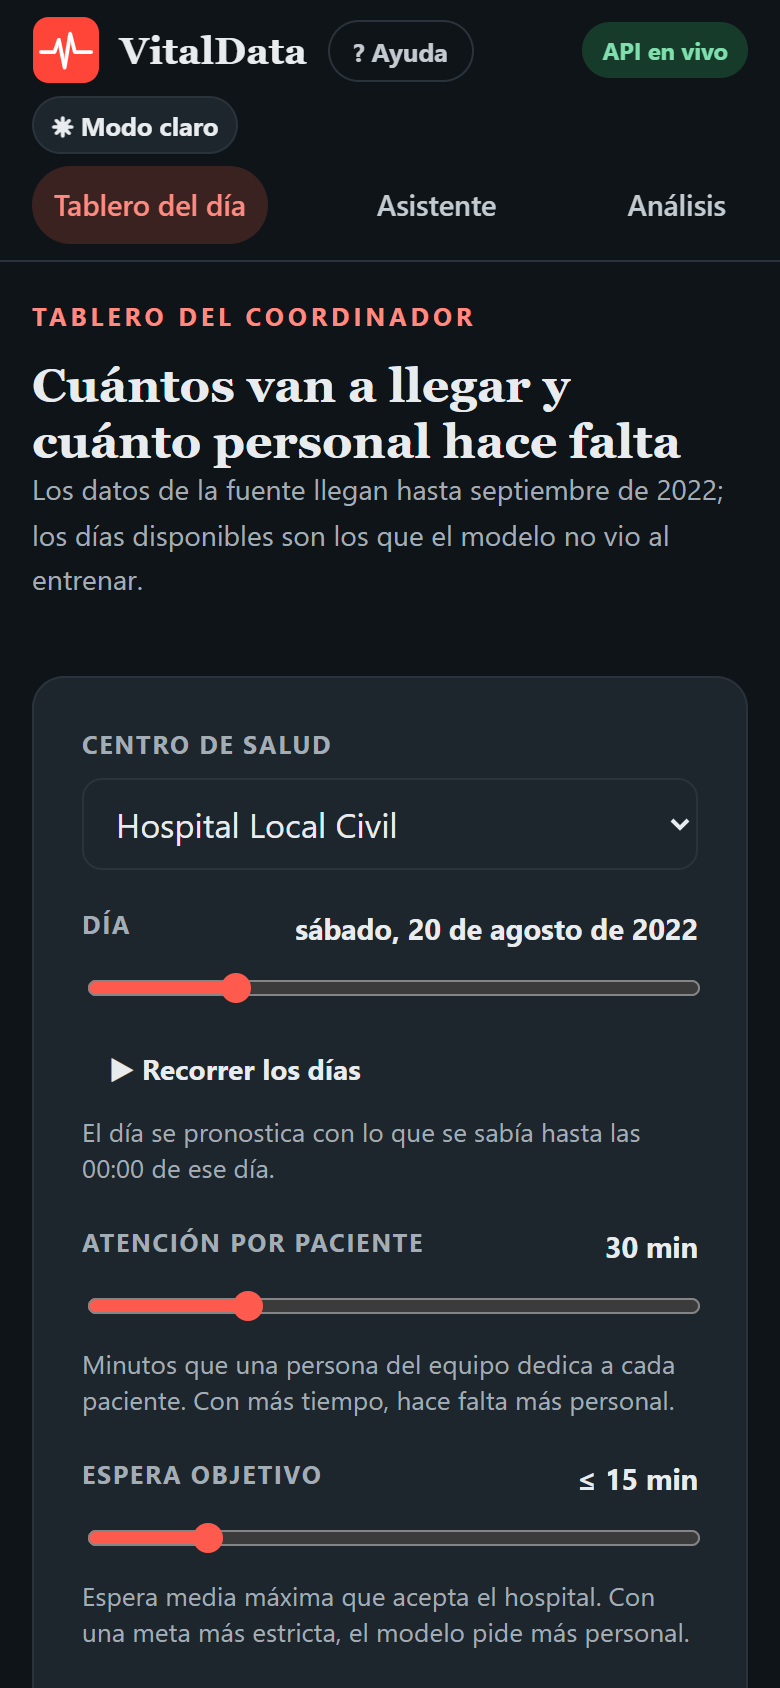 VitalData
? Ayuda
API en vivo
Modo claro
Tablero del día
Asistente
Análisis
TABLERO DEL COORDINADOR
Cuántos van a llegar y
cuánto personal hace falta
Los datos de la fuente llegan hasta septiembre de 2022;
los días disponibles son los que el modelo no vio al
entrenar.
CENTRO DE SALUD
Hospital Local Civil
DÍA
sábado, 20 de agosto de 2022
▶ Recorrer los días
El día se pronostica con lo que se sabía hasta las
00:00 de ese día.
ATENCIÓN POR PACIENTE
30 min
Minutos que una persona del equipo dedica a cada
paciente. Con más tiempo, hace falta más personal.
ESPERA OBJETIVO
≤ 15 min
Espera media máxima que acepta el hospital. Con
una meta más estricta, el modelo pide más personal.